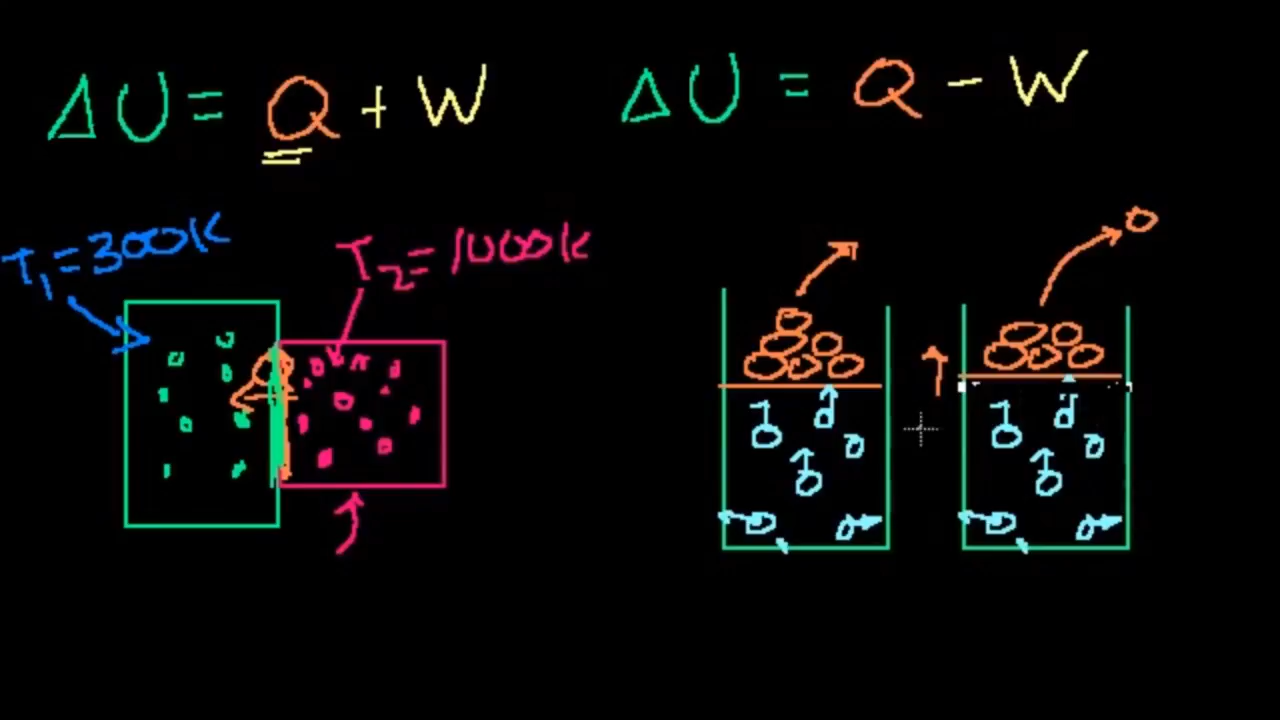 ΔU = Q + W
ΔU = Q - W
T₁ = 300K
T₂ = 1000K